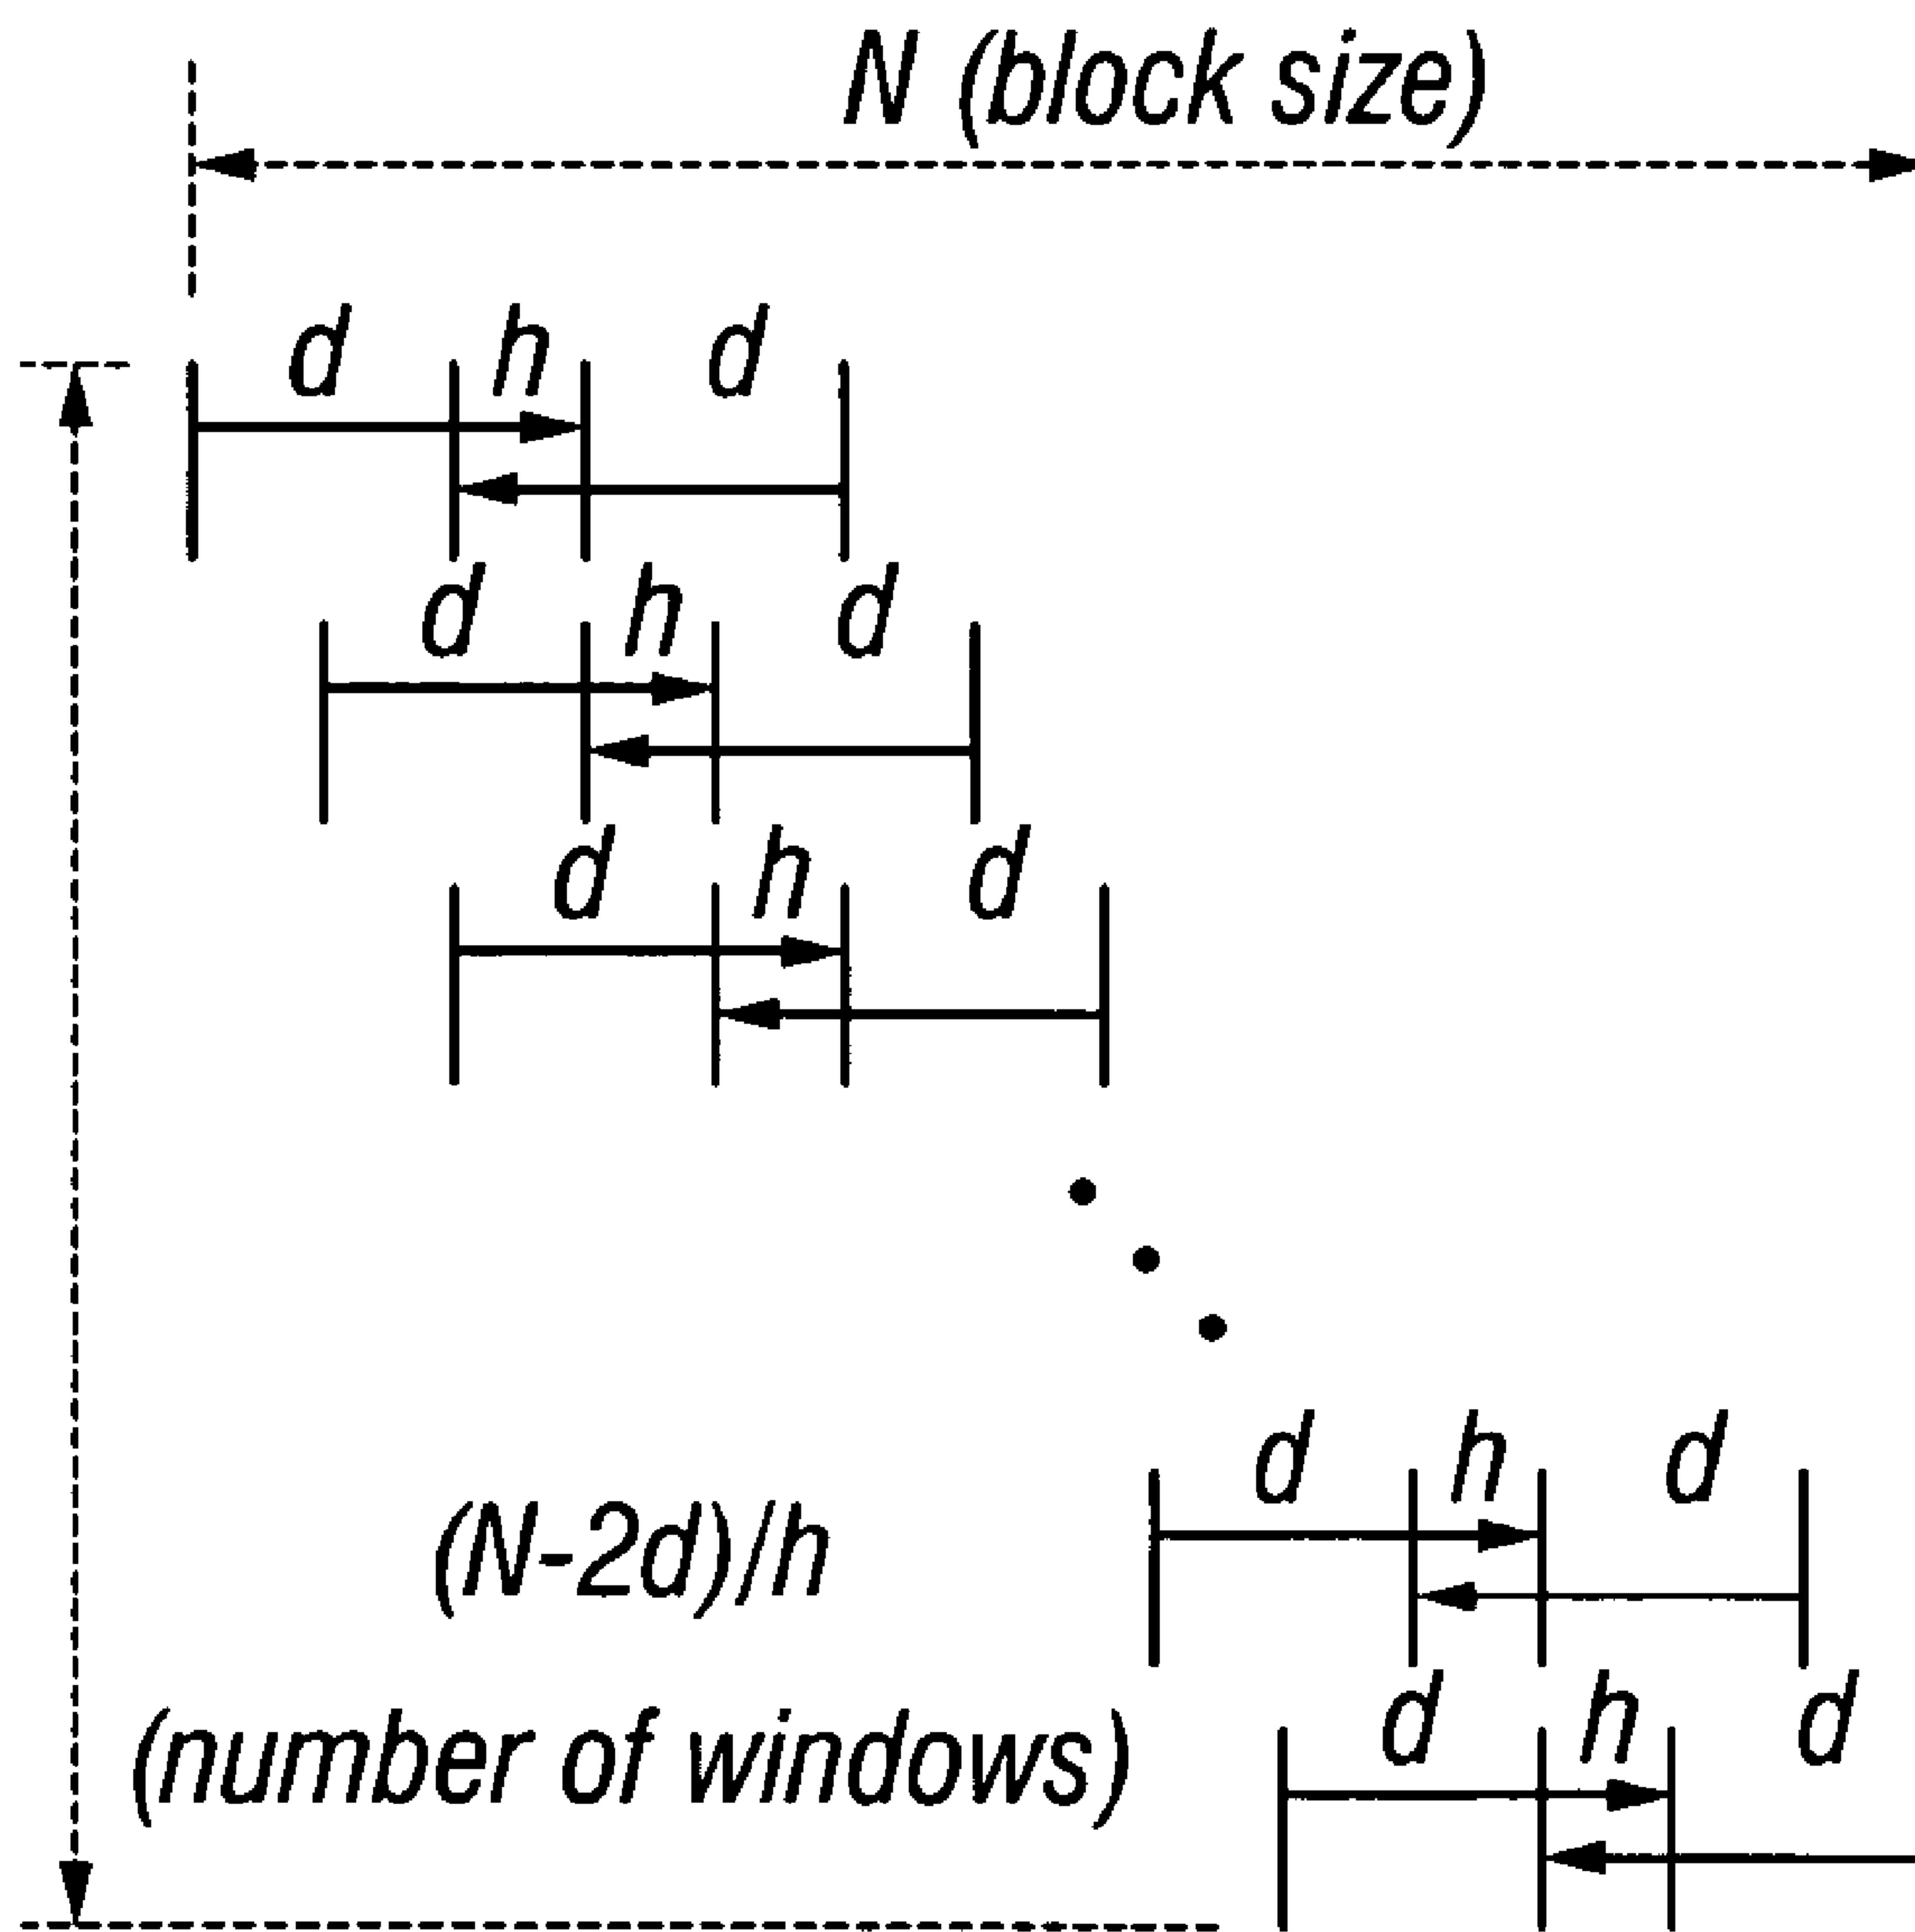 N (block size)
d h d
d h d
d h d
d h d
(N-2d)/h
d h d
(number of windows)